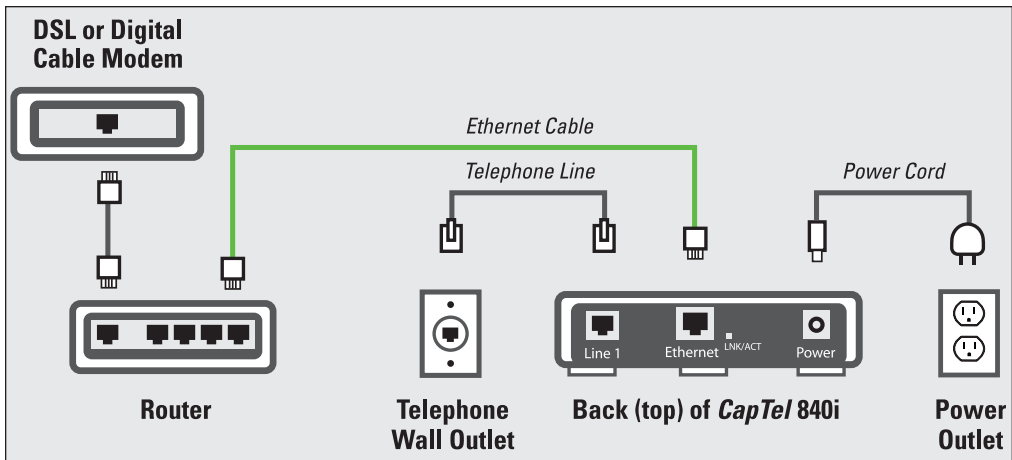 DSL or Digital
Cable Modem
Ethernet Cable
Telephone Line
Power Cord
Line 1
Ethernet
LNK/ACT
Power
Router
Telephone
Wall Outlet
Back (top) of CapTel 840i
Power
Outlet